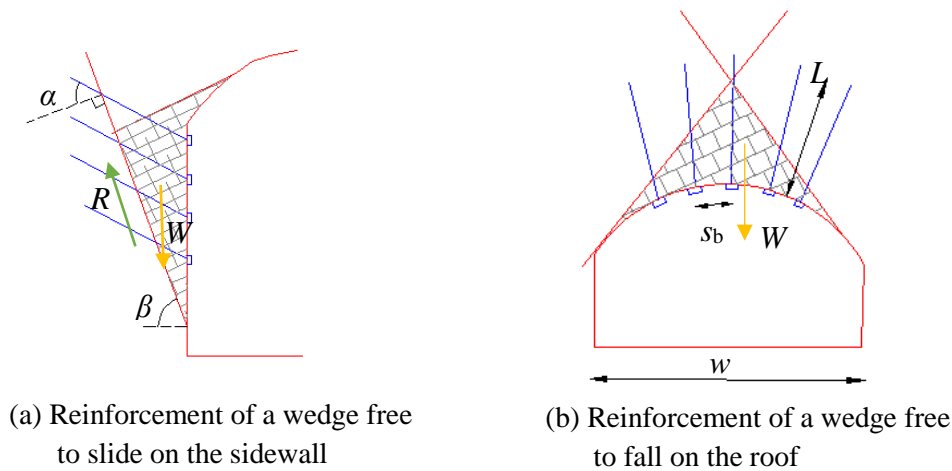 α
R
W
β
(a) Reinforcement of a wedge free
to slide on the sidewall
L
sb
W
w
(b) Reinforcement of a wedge free
to fall on the roof